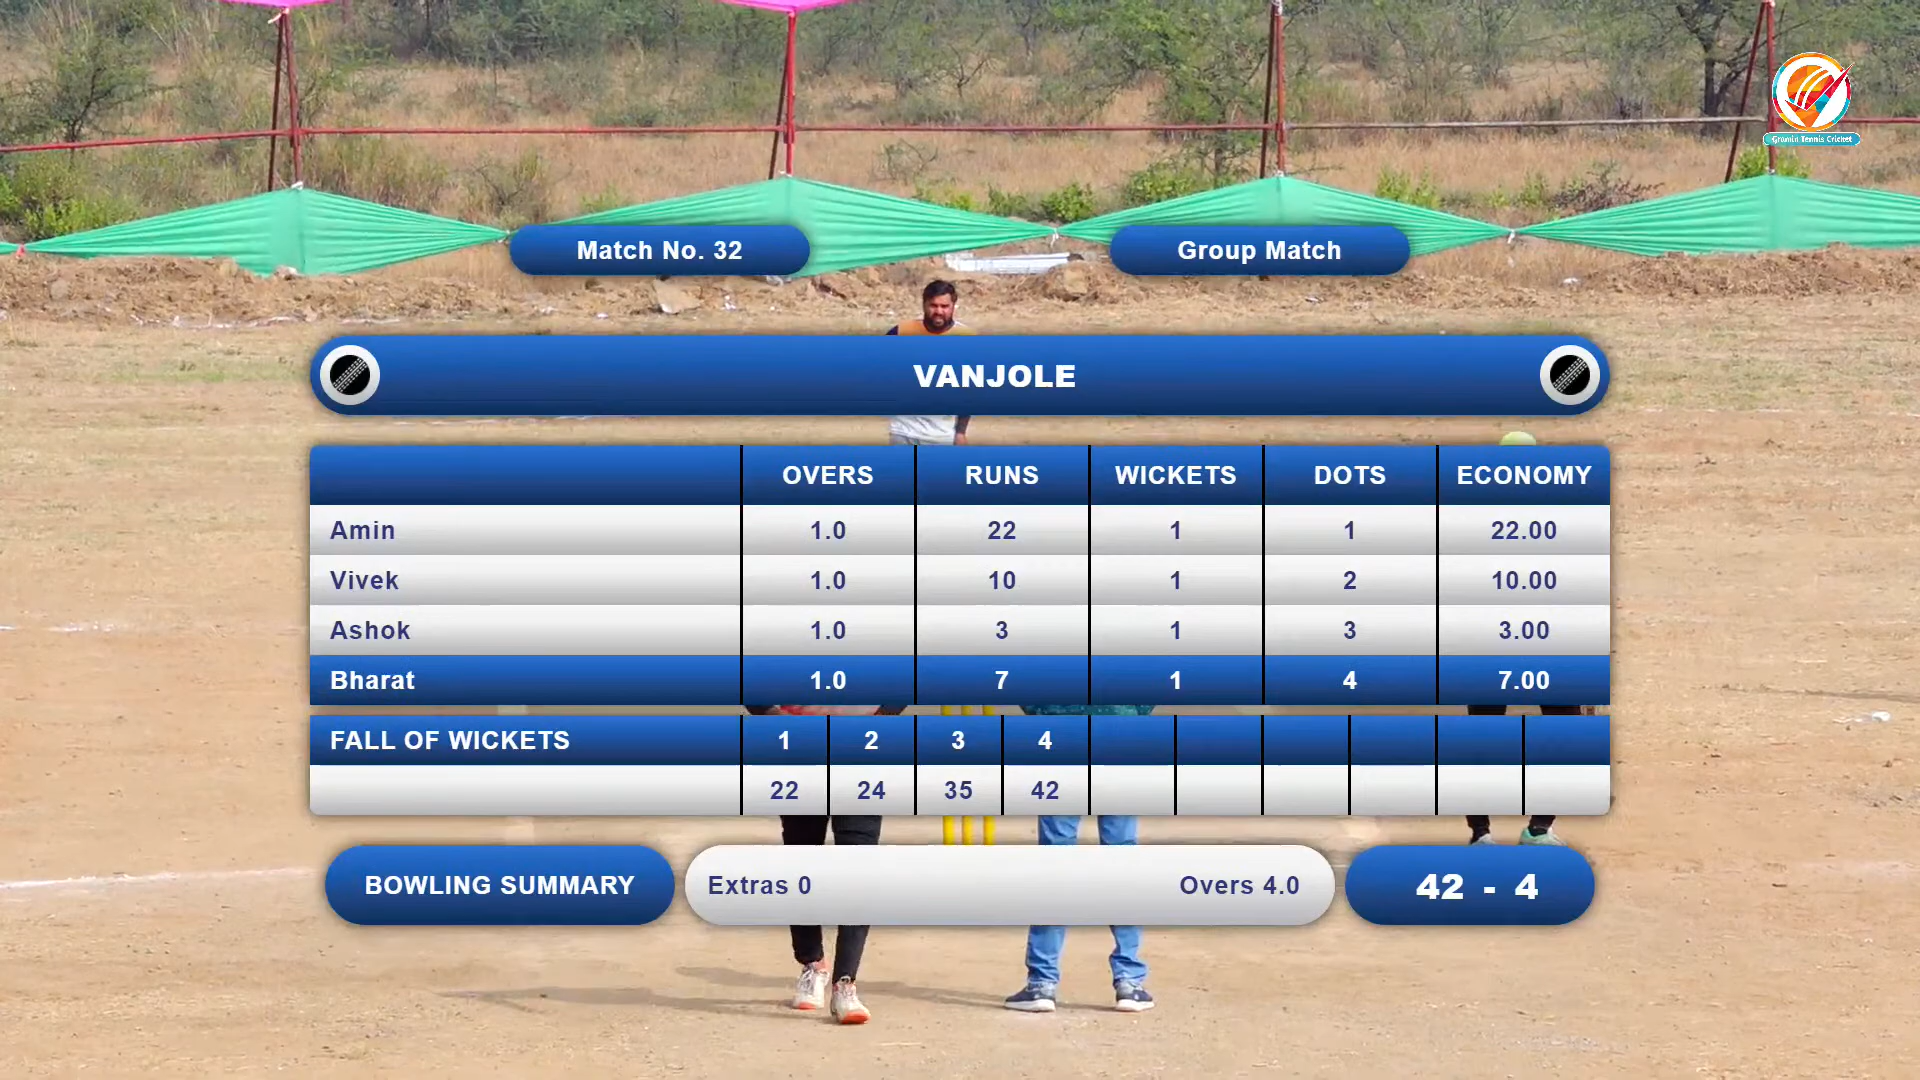 Gramin Tennis Cricket
Match No. 32
Group Match
VANJOLE
OVERS RUNS WICKETS DOTS ECONOMY
Amin 1.0 22 1 1 22.00
Vivek 1.0 10 1 2 10.00
Ashok 1.0 3 1 3 3.00
Bharat 1.0 7 1 4 7.00
FALL OF WICKETS 1 2 3 4
22 24 35 42
BOWLING SUMMARY Extras 0 Overs 4.0 42 - 4